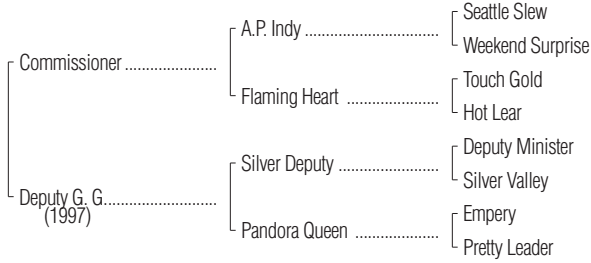 Seattle Slew
A.P. Indy ........................
Weekend Surprise
Commissioner ......................
Touch Gold
Flaming Heart ......................
Hot Lear
Deputy Minister
Silver Deputy ......................
Silver Valley
Deputy G. G...........................
(1997)
Empery
Pandora Queen ....................
Pretty Leader